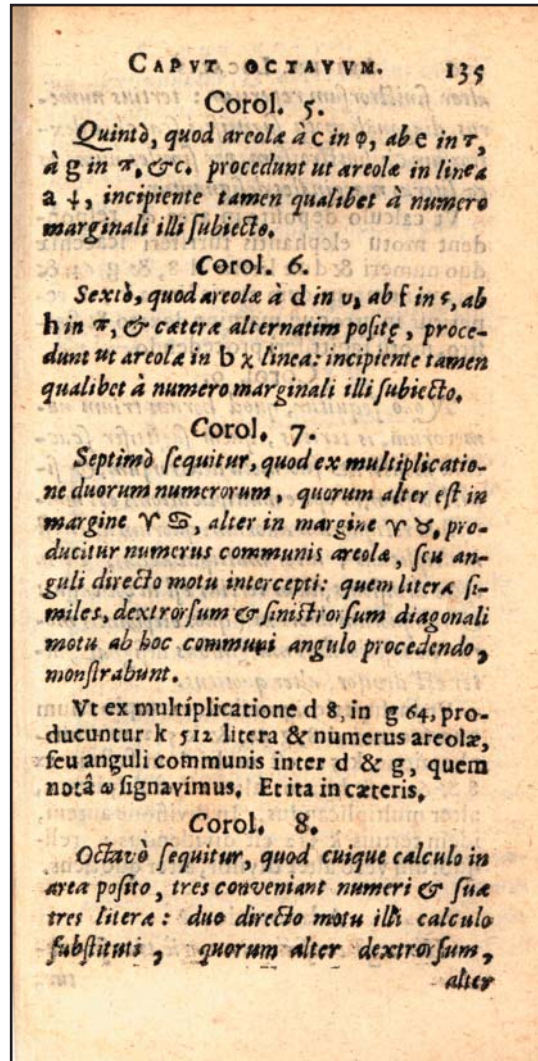 CAPVT OCTAVVM. 135
Corol. 5.
Quintò, quod areolæ à c in φ, ab e in τ,
à g in π, &c. procedunt ut areolæ in linea
a ↓, incipiente tamen qualibet à numero
marginali illi subiecto.
Corol. 6.
Sextò, quod areolæ à d in υ, ab f in ς, ab
h in π, & cæteræ alternatim positę, proce-
dunt ut areolæ in b χ linea: incipiente tamen
qualibet à numero marginali illi subiecto.
Corol. 7.
Septimò sequitur, quod ex multiplicatio-
ne duorum numerorum, quorum alter est in
margine ♈ ♋, alter in margine ♈ ♉, pro-
ducitur numerus communis areolæ, seu an-
guli directo motu intercepti: quem literæ si-
miles, dextrorsum & sinistrorsum diagonali
motu ab hoc communi angulo procedendo,
monstrabunt.
Vt ex multiplicatione d 8, in g 64, pro-
ducuntur k 512 litera & numerus areolæ,
seu anguli communis inter d & g, quem
notâ ω signavimus. Et ita in cæteris.
Corol. 8.
Octavò sequitur, quod cuique calculo in
area posito, tres conveniant numeri & suæ
tres literæ: duo directo motu illi calculo
substituti, quorum alter dextrorsum,
alter